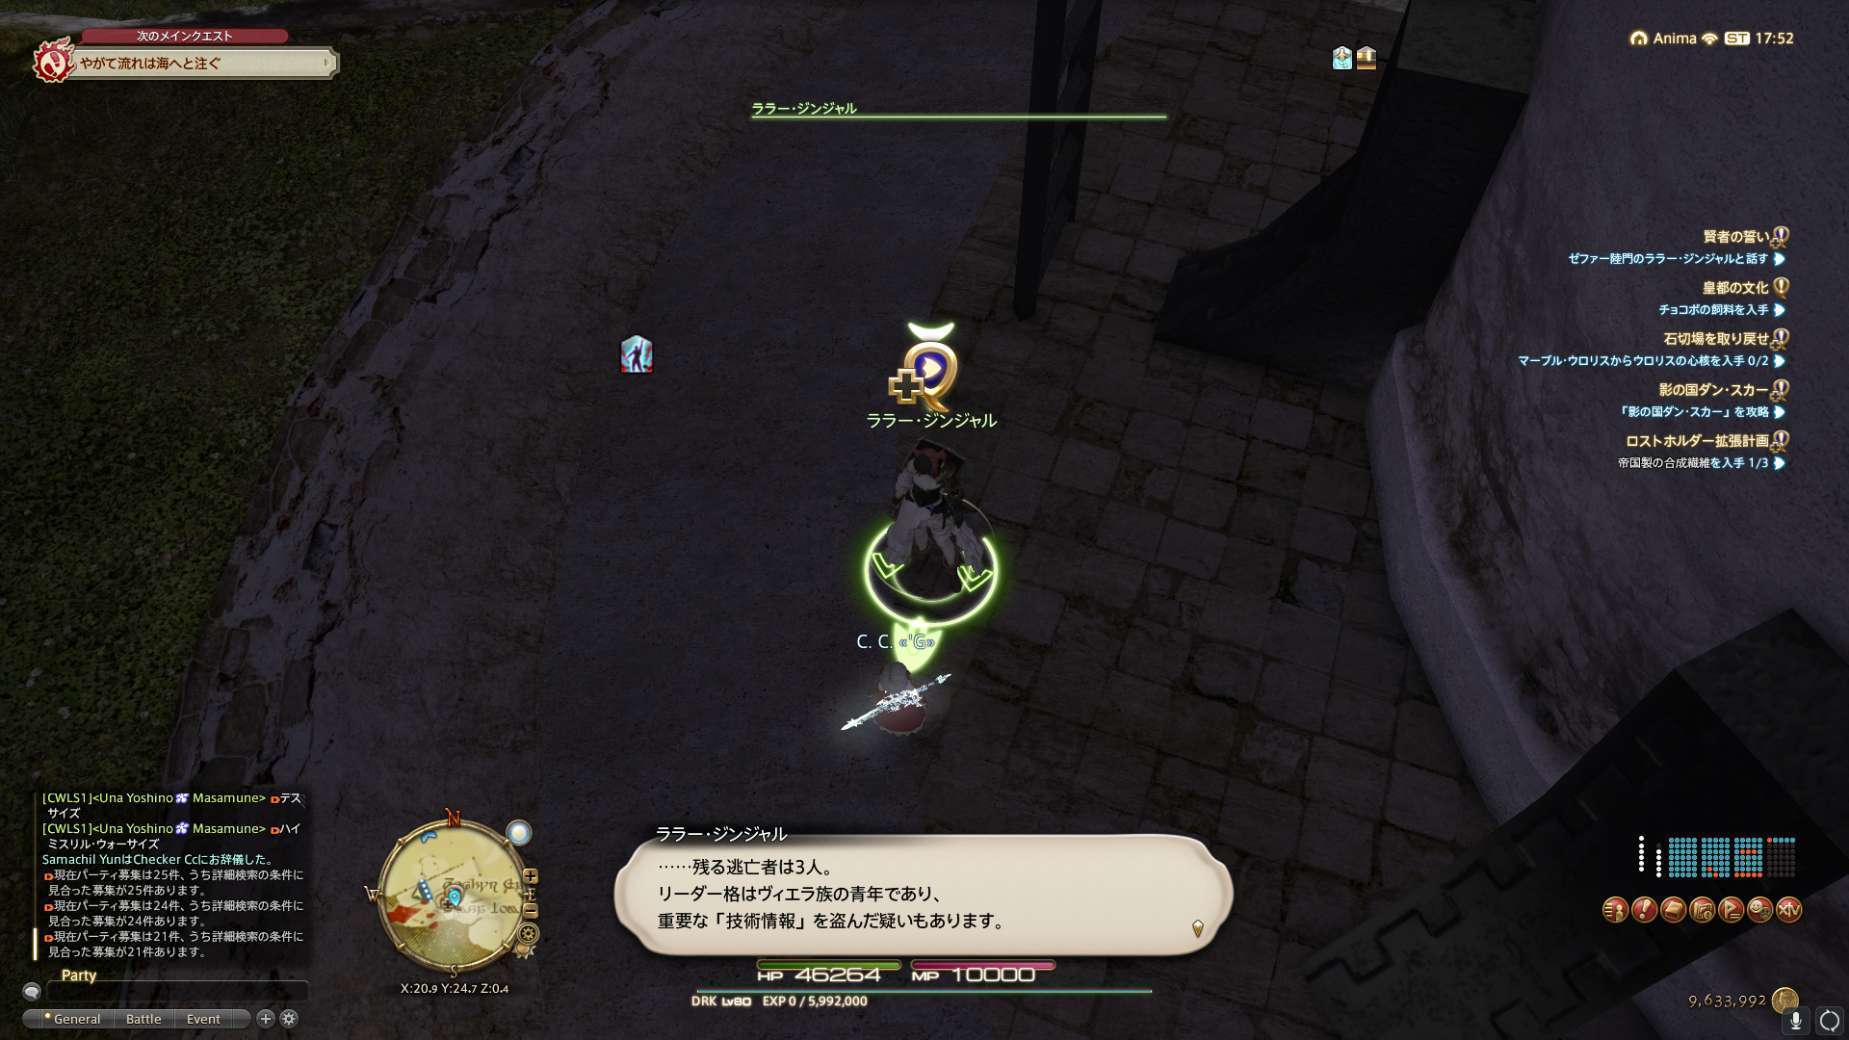 次のメインクエスト
やがて流れは海へと注ぐ
ララー・ジンジャル
Anima ST 17:52
賢者の誓い
ゼファー陸門のララー・ジンジャルと話す
皇都の文化
チョコボの飼料を入手
石切場を取り戻せ
マーブル・ウロリスからウロリスの心核を入手 0/2
影の国ダン・スカー
「影の国ダン・スカー」を攻略
ロストホルダー拡張計画
帝国製の合成繊維を入手 1/3
ララー・ジンジャル
C. C. «'G»
[CWLS1]<Una Yoshino Masamune> テス
サイズ
[CWLS1]<Una Yoshino Masamune> ハイ
ミスリル・ウォーサイズ
Samachil YunはChecker Ccにお辞儀した。
現在パーティ募集は25件、うち詳細検索の条件に
見合った募集が25件あります。
現在パーティ募集は24件、うち詳細検索の条件に
見合った募集が24件あります。
現在パーティ募集は21件、うち詳細検索の条件に
見合った募集が21件あります。
Party
General Battle Event
N
W
E
S
X:20.9 Y:24.7 Z:0.4
ララー・ジンジャル
……残る逃亡者は3人。
リーダー格はヴィエラ族の青年であり、
重要な「技術情報」を盗んだ疑いもあります。
HP 46264 MP 10000
DRK Lv80 EXP 0 / 5,992,000
XIV
9,633,992